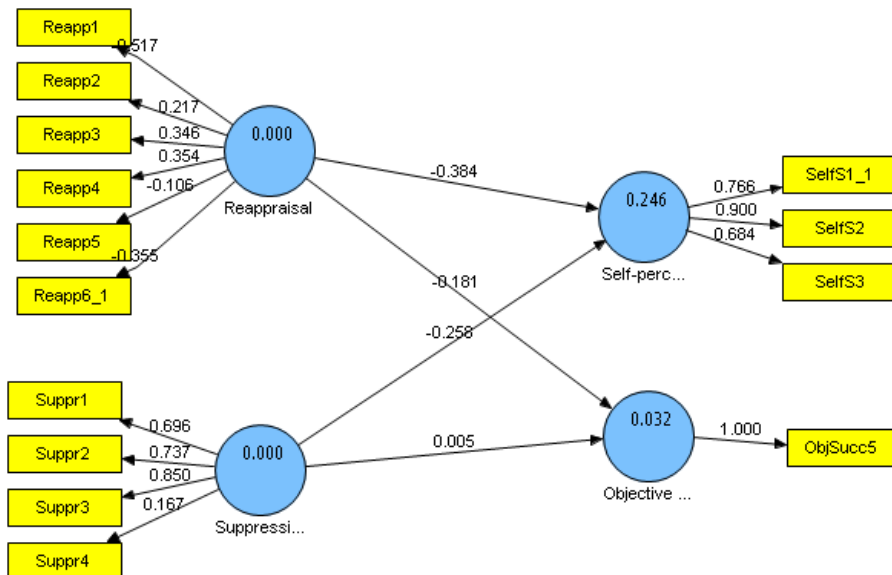 Reapp1
-0.517
Reapp2
0.217
Reapp3
0.346
0.000
Reapp4
0.354
-0.106
Reappraisal
Reapp5
-0.355
Reapp6_1
-0.384
0.766
SelfS1_1
0.246
0.900
SelfS2
0.684
Self-perc...
SelfS3
-0.181
-0.258
Suppr1
0.696
Suppr2
0.737
0.000
Suppr3
0.850
0.167
Suppressi...
Suppr4
0.005
0.032
1.000
ObjSucc5
Objective ...